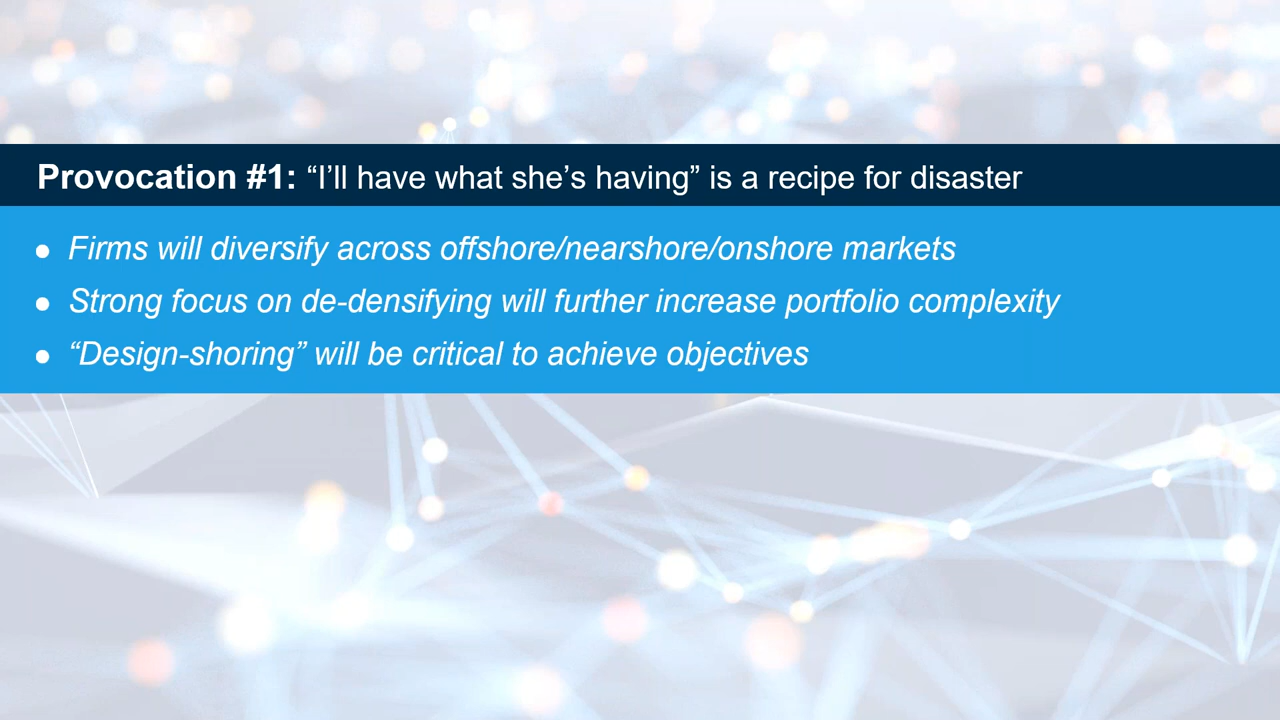 Provocation #1: “I’ll have what she’s having” is a recipe for disaster
● Firms will diversify across offshore/nearshore/onshore markets
● Strong focus on de-densifying will further increase portfolio complexity
● “Design-shoring” will be critical to achieve objectives